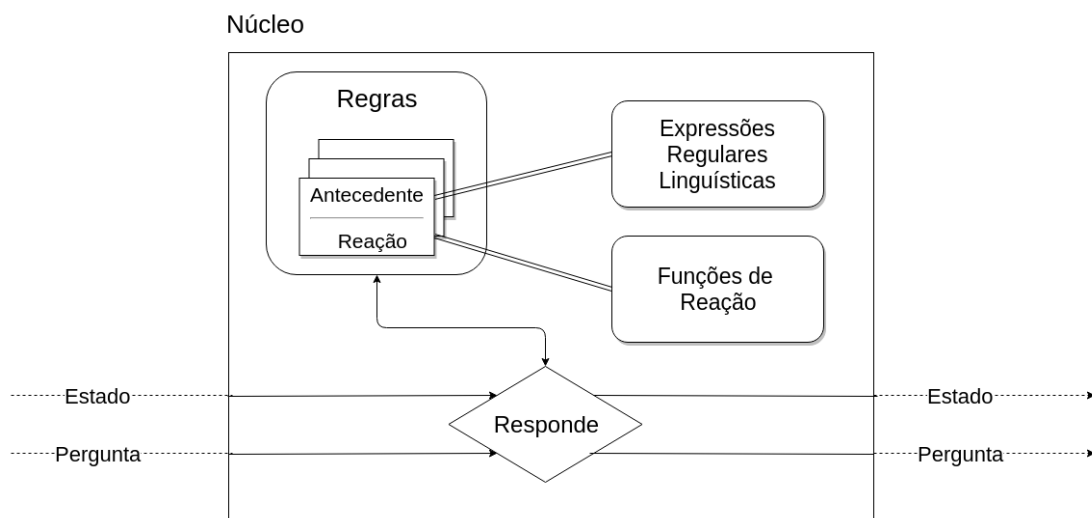 Núcleo
Regras
Antecedente
Reação
Expressões
Regulares
Linguísticas
Funções de
Reação
Estado
Responde
Estado
Pergunta
Pergunta